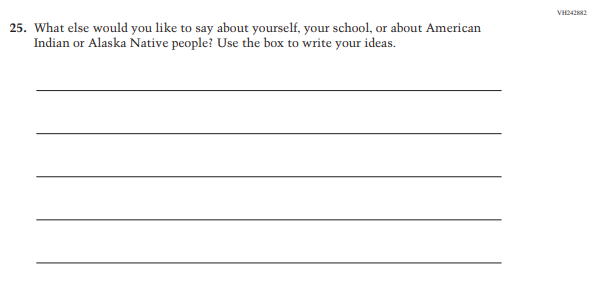 VH242882
25. What else would you like to say about yourself, your school, or about American
Indian or Alaska Native people? Use the box to write your ideas.